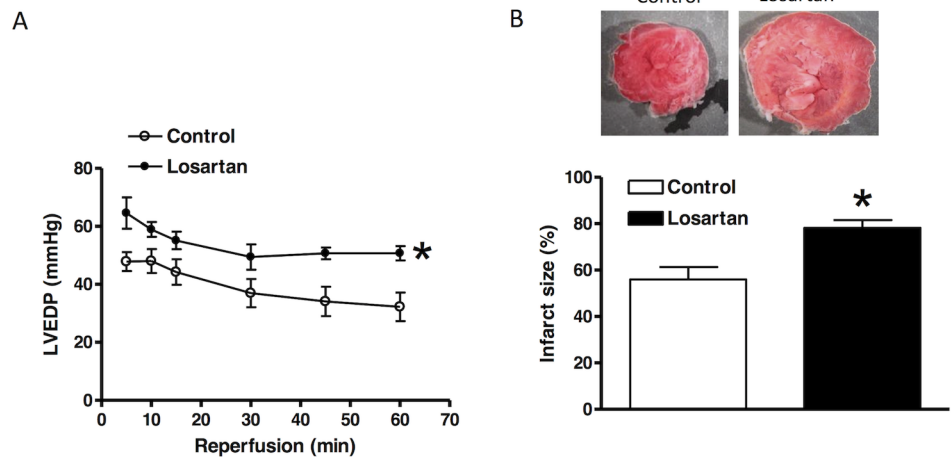 A
Control
Losartan
LVEDP (mmHg)
80
60
40
20
0
*
0 10 20 30 40 50 60 70
Reperfusion (min)
B
Control Losartan
Infarct size (%)
100
80
60
40
20
0
Control
Losartan
*